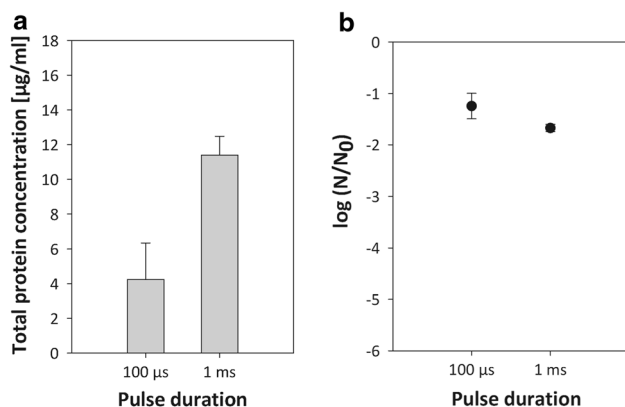 a
Total protein concentration [µg/ml]
18
16
14
12
10
8
6
4
2
0
100 µs
1 ms
Pulse duration
b
log (N/N0)
0
-1
-2
-3
-4
-5
-6
100 µs
1 ms
Pulse duration